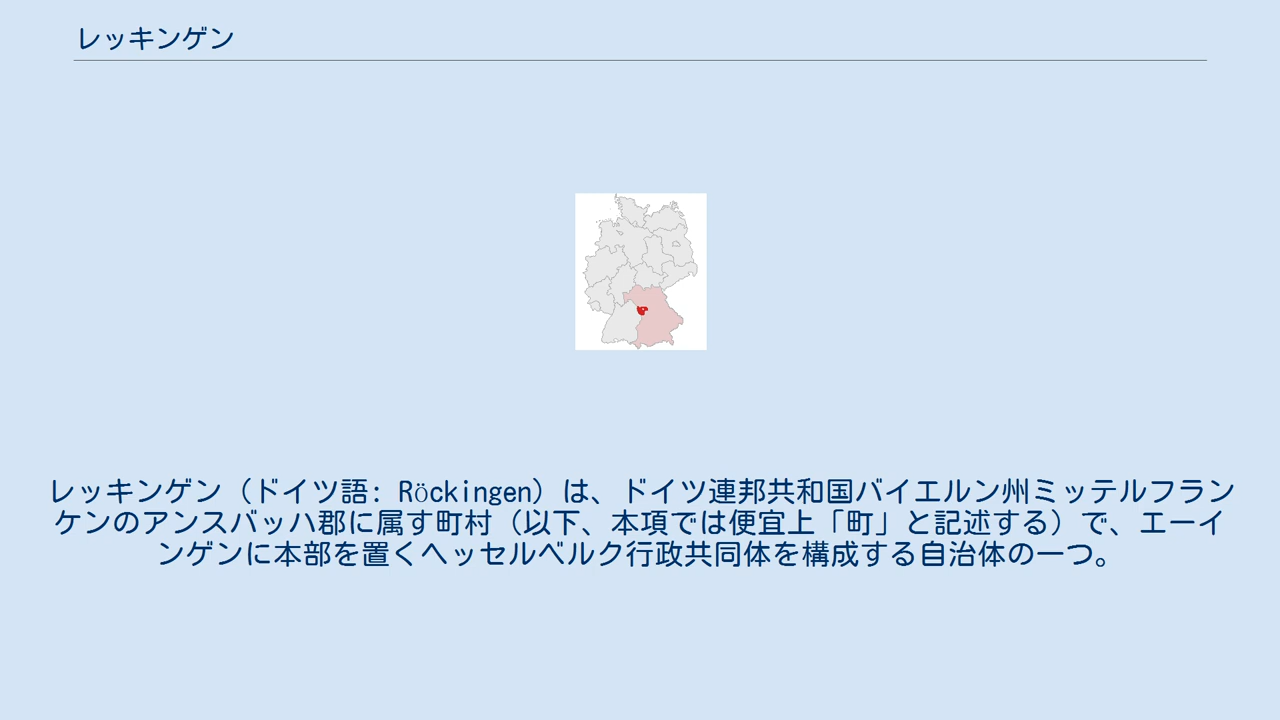 レッキンゲン
レッキンゲン（ドイツ語: Röckingen）は、ドイツ連邦共和国バイエルン州ミッテルフラン
ケンのアンスバッハ郡に属す町村（以下、本項では便宜上「町」と記述する）で、エーイ
ンゲンに本部を置くヘッセルベルク行政共同体を構成する自治体の一つ。